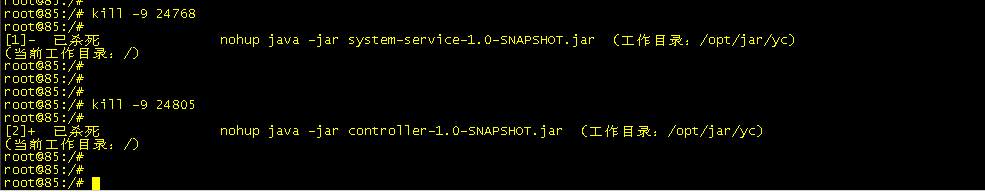 root@85:/# kill -9 24768
root@85:/#
[1]-  已杀死               nohup java -jar system-service-1.0-SNAPSHOT.jar  (工作目录: /opt/jar/yc)
(当前工作目录: /)
root@85:/#
root@85:/#
root@85:/#
root@85:/# kill -9 24805
root@85:/#
[2]+  已杀死               nohup java -jar controller-1.0-SNAPSHOT.jar  (工作目录: /opt/jar/yc)
(当前工作目录: /)
root@85:/#
root@85:/#
root@85:/#